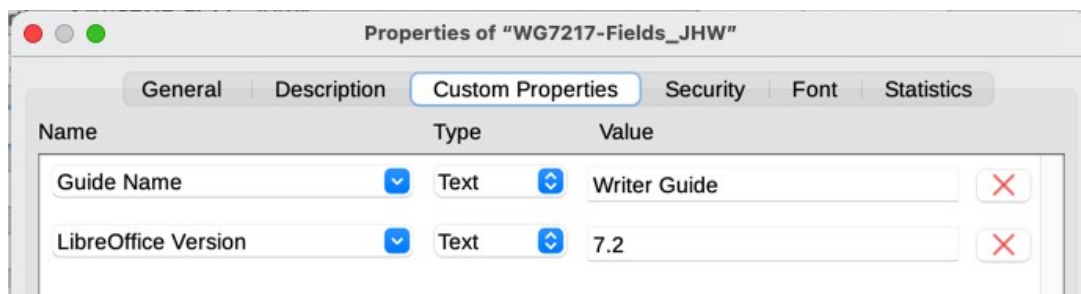 Properties of “WG7217-Fields_JHW”
General Description Custom Properties Security Font Statistics
Name Type Value
Guide Name Text Writer Guide
LibreOffice Version Text 7.2